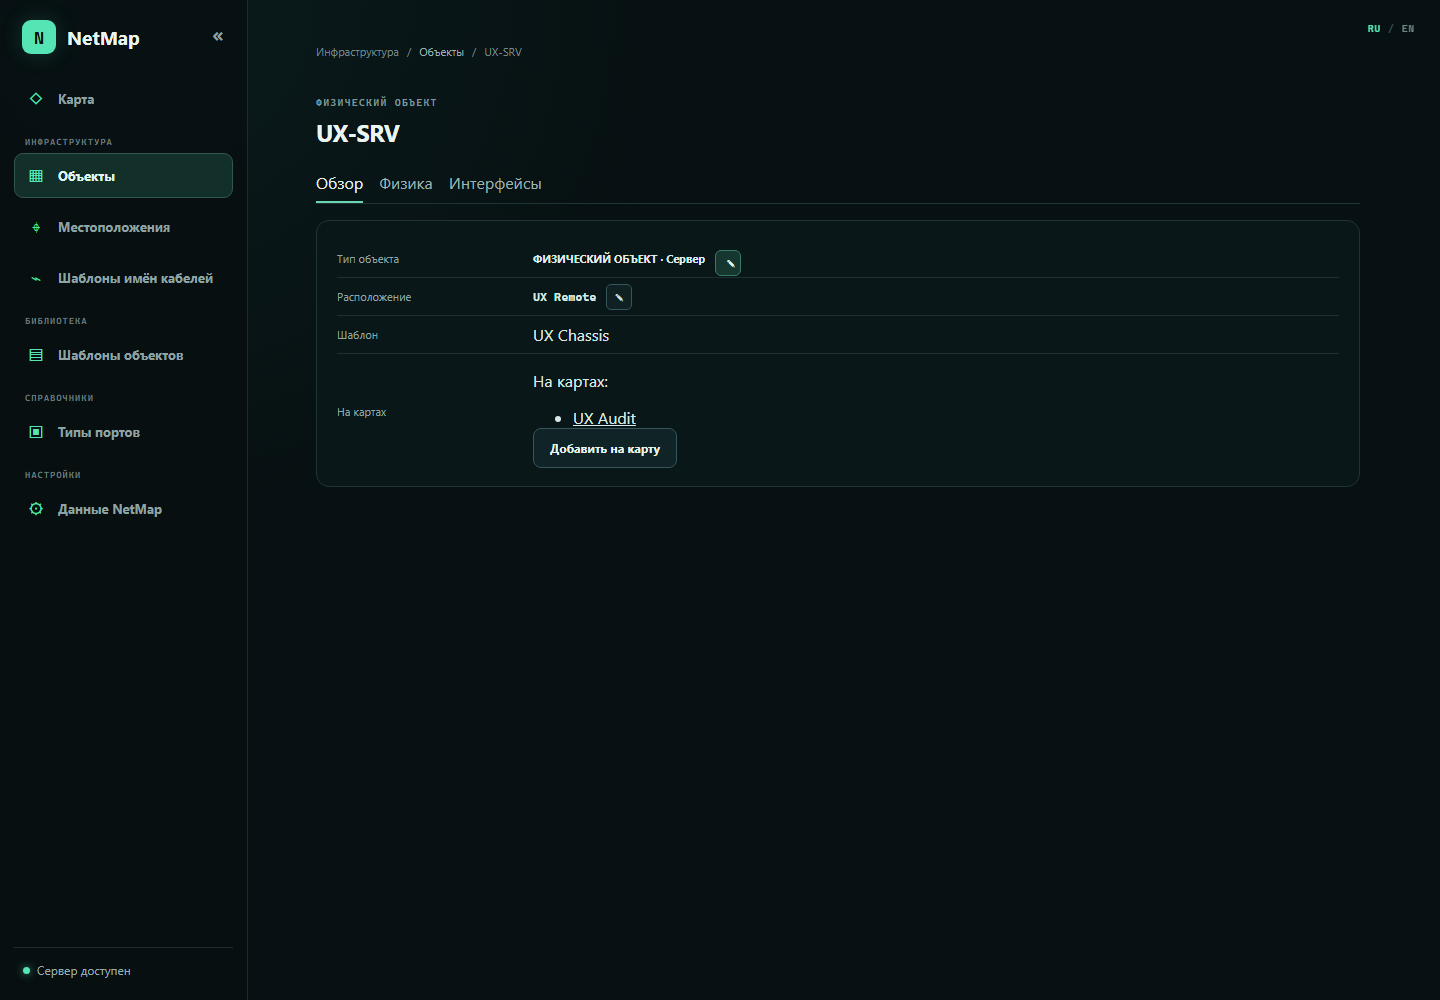 N NetMap «
RU / EN
Карта
ИНФРАСТРУКТУРА
Объекты
Местоположения
Шаблоны имён кабелей
БИБЛИОТЕКА
Шаблоны объектов
СПРАВОЧНИКИ
Типы портов
НАСТРОЙКИ
Данные NetMap
Сервер доступен
Инфраструктура / Объекты / UX-SRV
ФИЗИЧЕСКИЙ ОБЪЕКТ
UX-SRV
Обзор Физика Интерфейсы
Тип объекта ФИЗИЧЕСКИЙ ОБЪЕКТ · Сервер
Расположение UX Remote
Шаблон UX Chassis
На картах:
На картах
• UX Audit
Добавить на карту